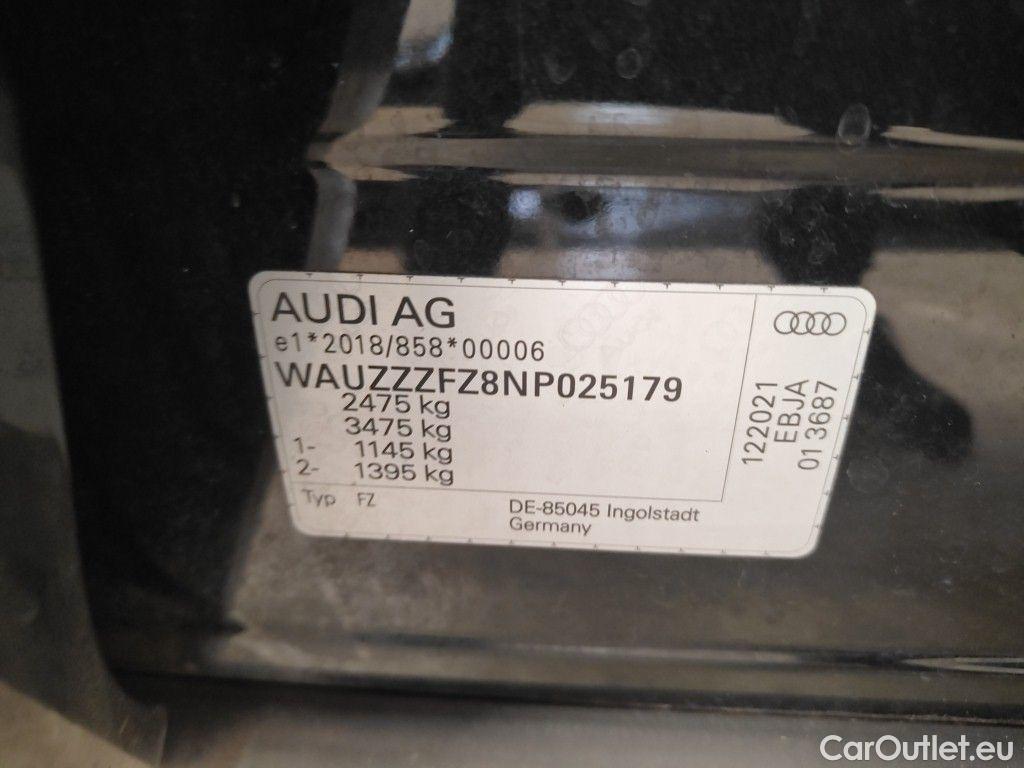 AUDI AG
e1*2018/858*00006
WAUZZZFZ8NP025179
2475 kg
3475 kg
1- 1145 kg
2- 1395 kg
Typ FZ
DE-85045 Ingolstadt
Germany
122021
EBJA
013687
CarOutlet.eu